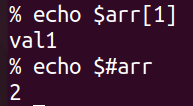 % echo $arr[1]
val1
% echo $#arr
2